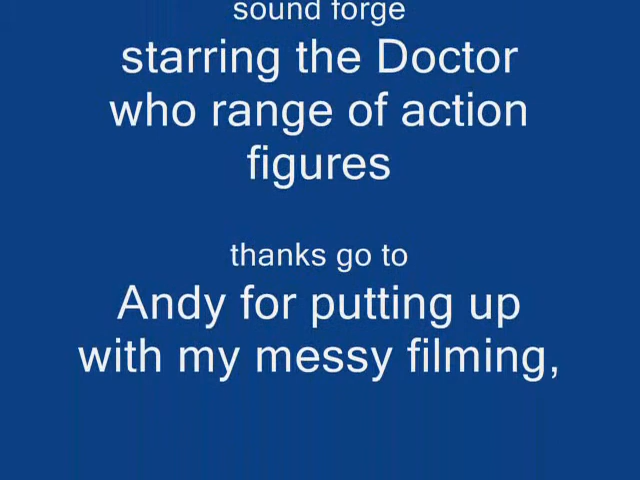 sound forge
starring the Doctor
who range of action
figures
thanks go to
Andy for putting up
with my messy filming,